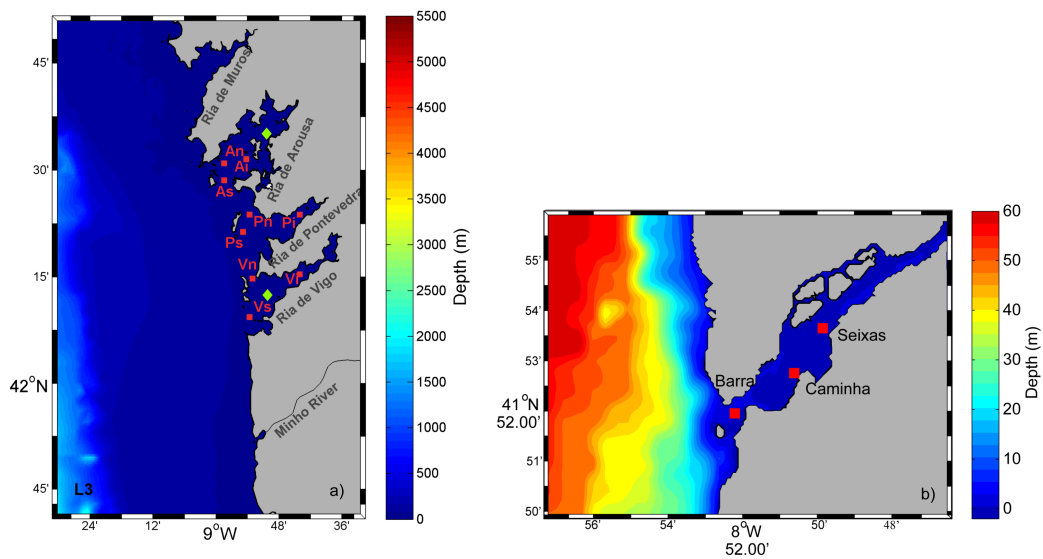 45'
30'
15'
42°N
45'
24'
12'
9°W
48'
36'
Ria de Muros
Ria de Arousa
Ria de Pontevedra
Ria de Vigo
Minho River
An
Ai
As
Pn
Pi
Ps
Vn
Vi
Vs
L3
a)
5500
5000
4500
4000
3500
3000
2500
2000
1500
1000
500
0
Depth (m)
55'
54'
53'
41°N
52.00'
51'
50'
56'
54'
8°W
52.00'
50'
48'
Seixas
Caminha
Barra
b)
60
50
40
30
20
10
0
Depth (m)